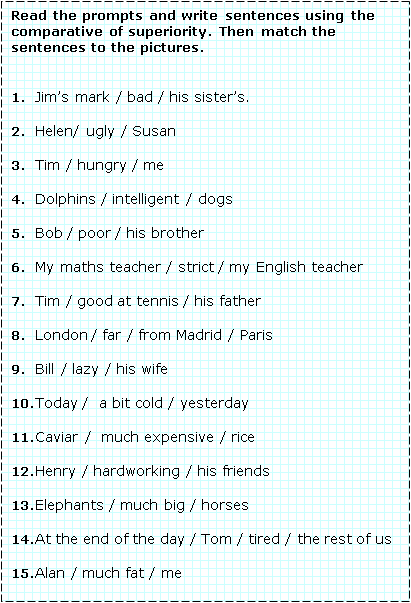 Read the prompts and write sentences using the
comparative of superiority. Then match the
sentences to the pictures.
1. Jim's mark / bad / his sister's.
2. Helen/ ugly / Susan
3. Tim / hungry / me
4. Dolphins / intelligent / dogs
5. Bob / poor / his brother
6. My maths teacher / strict / my English teacher
7. Tim / good at tennis / his father
8. London / far / from Madrid / Paris
9. Bill / lazy / his wife
10.Today / a bit cold / yesterday
11.Caviar / much expensive / rice
12.Henry / hardworking / his friends
13.Elephants / much big / horses
14.At the end of the day / Tom / tired / the rest of us
15.Alan / much fat / me